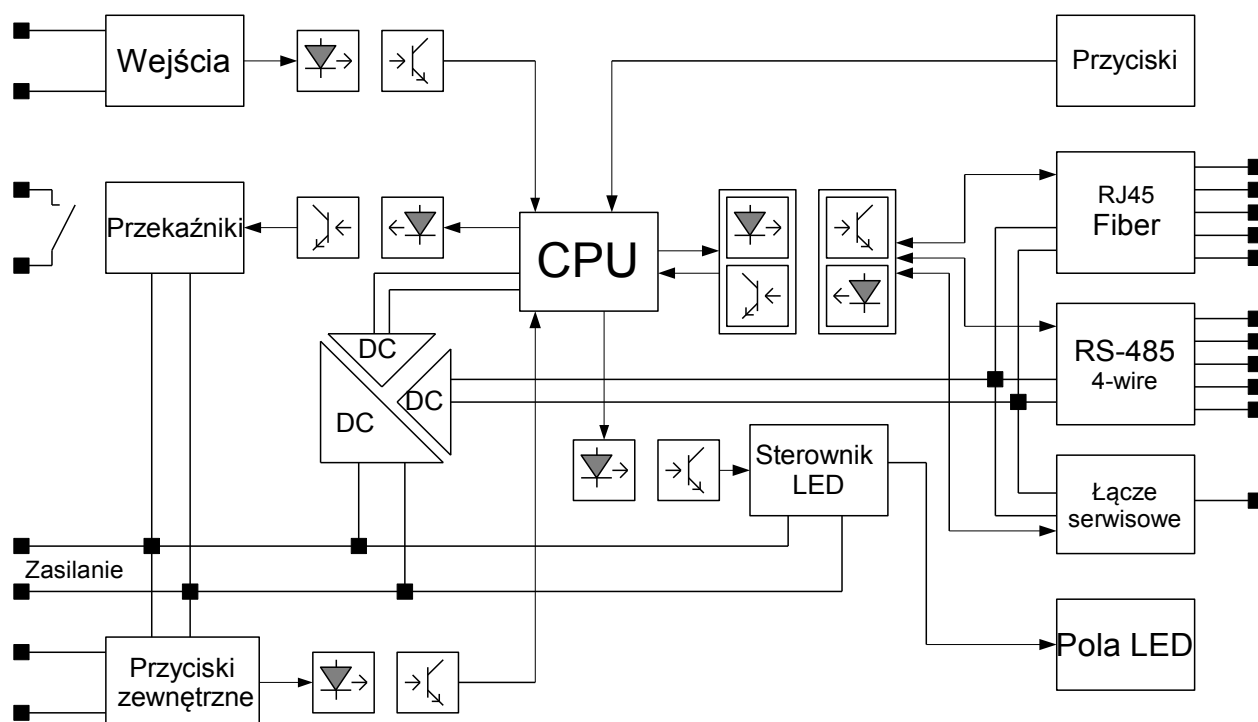 Wejścia
Przyciski
Przekaźniki
CPU
RJ45
Fiber
DC
DC
DC
RS-485
4-wire
Sterownik
LED
Łącze
serwisowe
Zasilanie
Przyciski
zewnętrzne
Pola LED